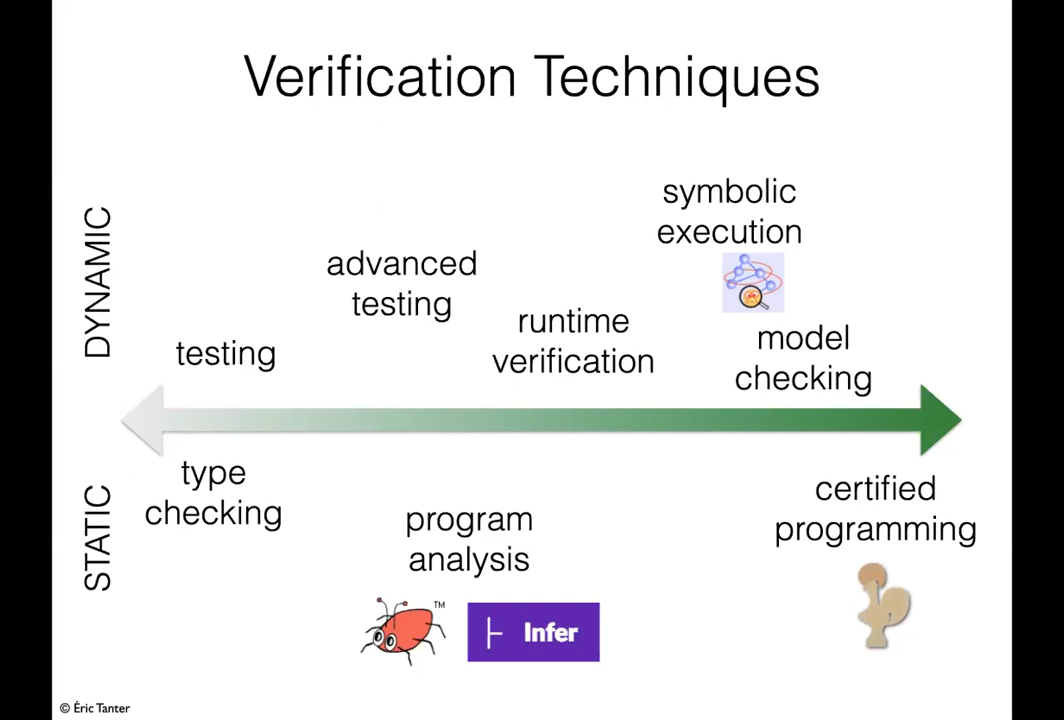 Verification Techniques
DYNAMIC
symbolic
execution
advanced
testing
runtime
verification
testing
model
checking
STATIC
type
checking
certified
programming
program
analysis
TM
Infer
© Éric Tanter